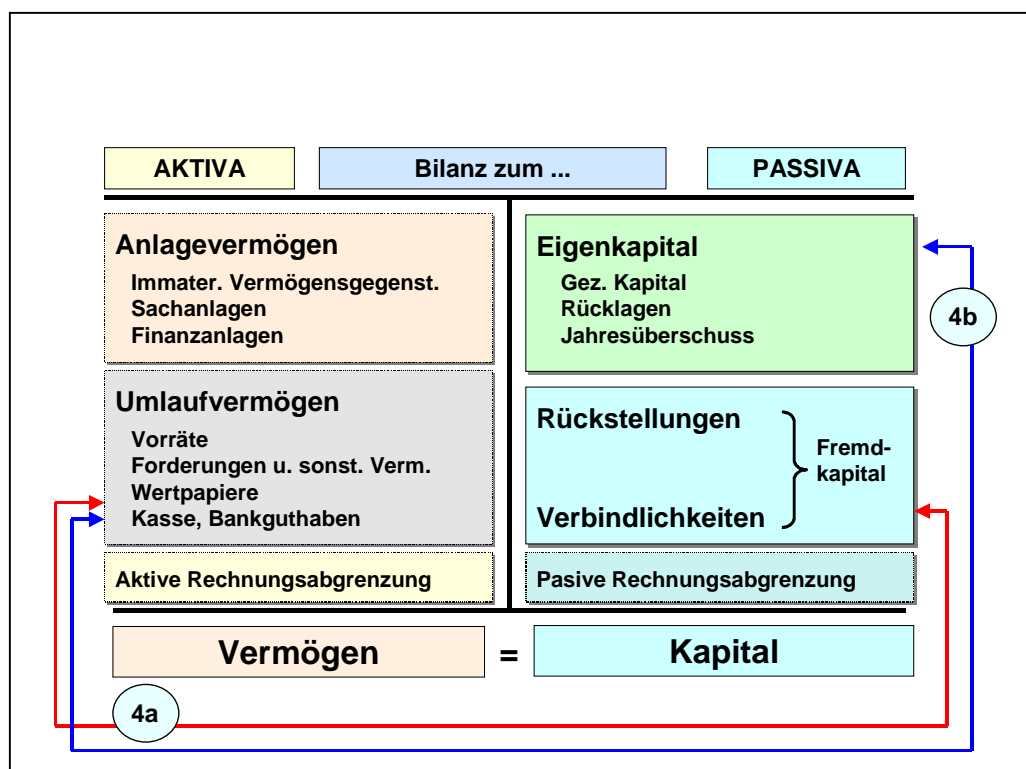 AKTIVA
Bilanz zum ...
PASSIVA
Anlagevermögen
Immater. Vermögensgegenst.
Sachanlagen
Finanzanlagen
Umlaufvermögen
Vorräte
Forderungen u. sonst. Verm.
Wertpapiere
Kasse, Bankguthaben
Aktive Rechnungsabgrenzung
Eigenkapital
Gez. Kapital
Rücklagen
Jahresüberschuss
4b
Rückstellungen
Verbindlichkeiten
Fremd-
kapital
Pasive Rechnungsabgrenzung
Vermögen
=
Kapital
4a